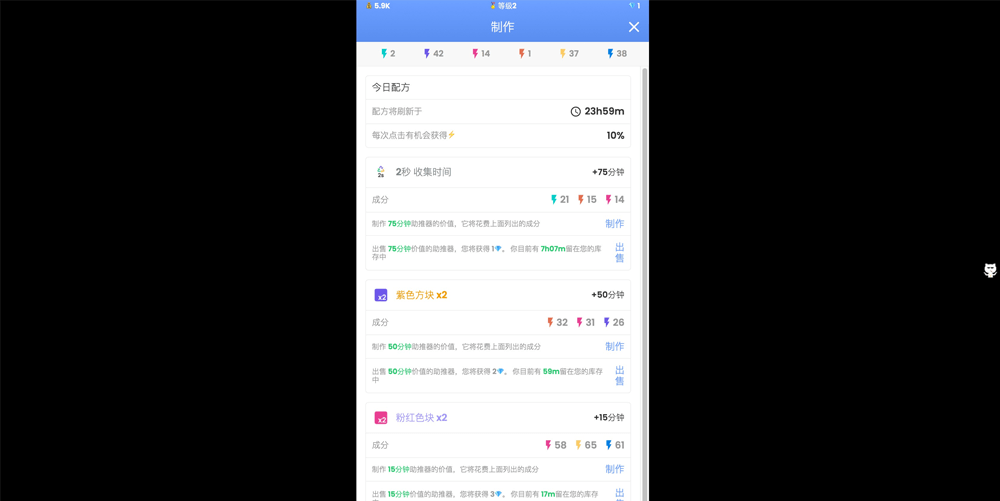 5.9K 等级2 1
制作
2 42 14 1 37 38
今日配方
配方将刷新于 23h59m
每次点击有机会获得⚡ 10%
2s 2秒 收集时间 +75分钟
成分 21 15 14
制作 75分钟助推器的价值。它将花费上面列出的成分 制作
出售 75分钟价值的助推器。您将获得 1💎。 你目前有 7h07m留在您的库
存中
出
售
x2 紫色方块 x2 +50分钟
成分 32 31 26
制作 50分钟助推器的价值。它将花费上面列出的成分 制作
出售 50分钟价值的助推器。您将获得 2💎。 你目前有 59m留在您的库存
中
出
售
x2 粉红色块 x2 +15分钟
成分 58 65 61
制作 15分钟助推器的价值。它将花费上面列出的成分 制作
出售 15分钟价值的助推器。您将获得 3💎。 你目前有 17m留在您的库存
出